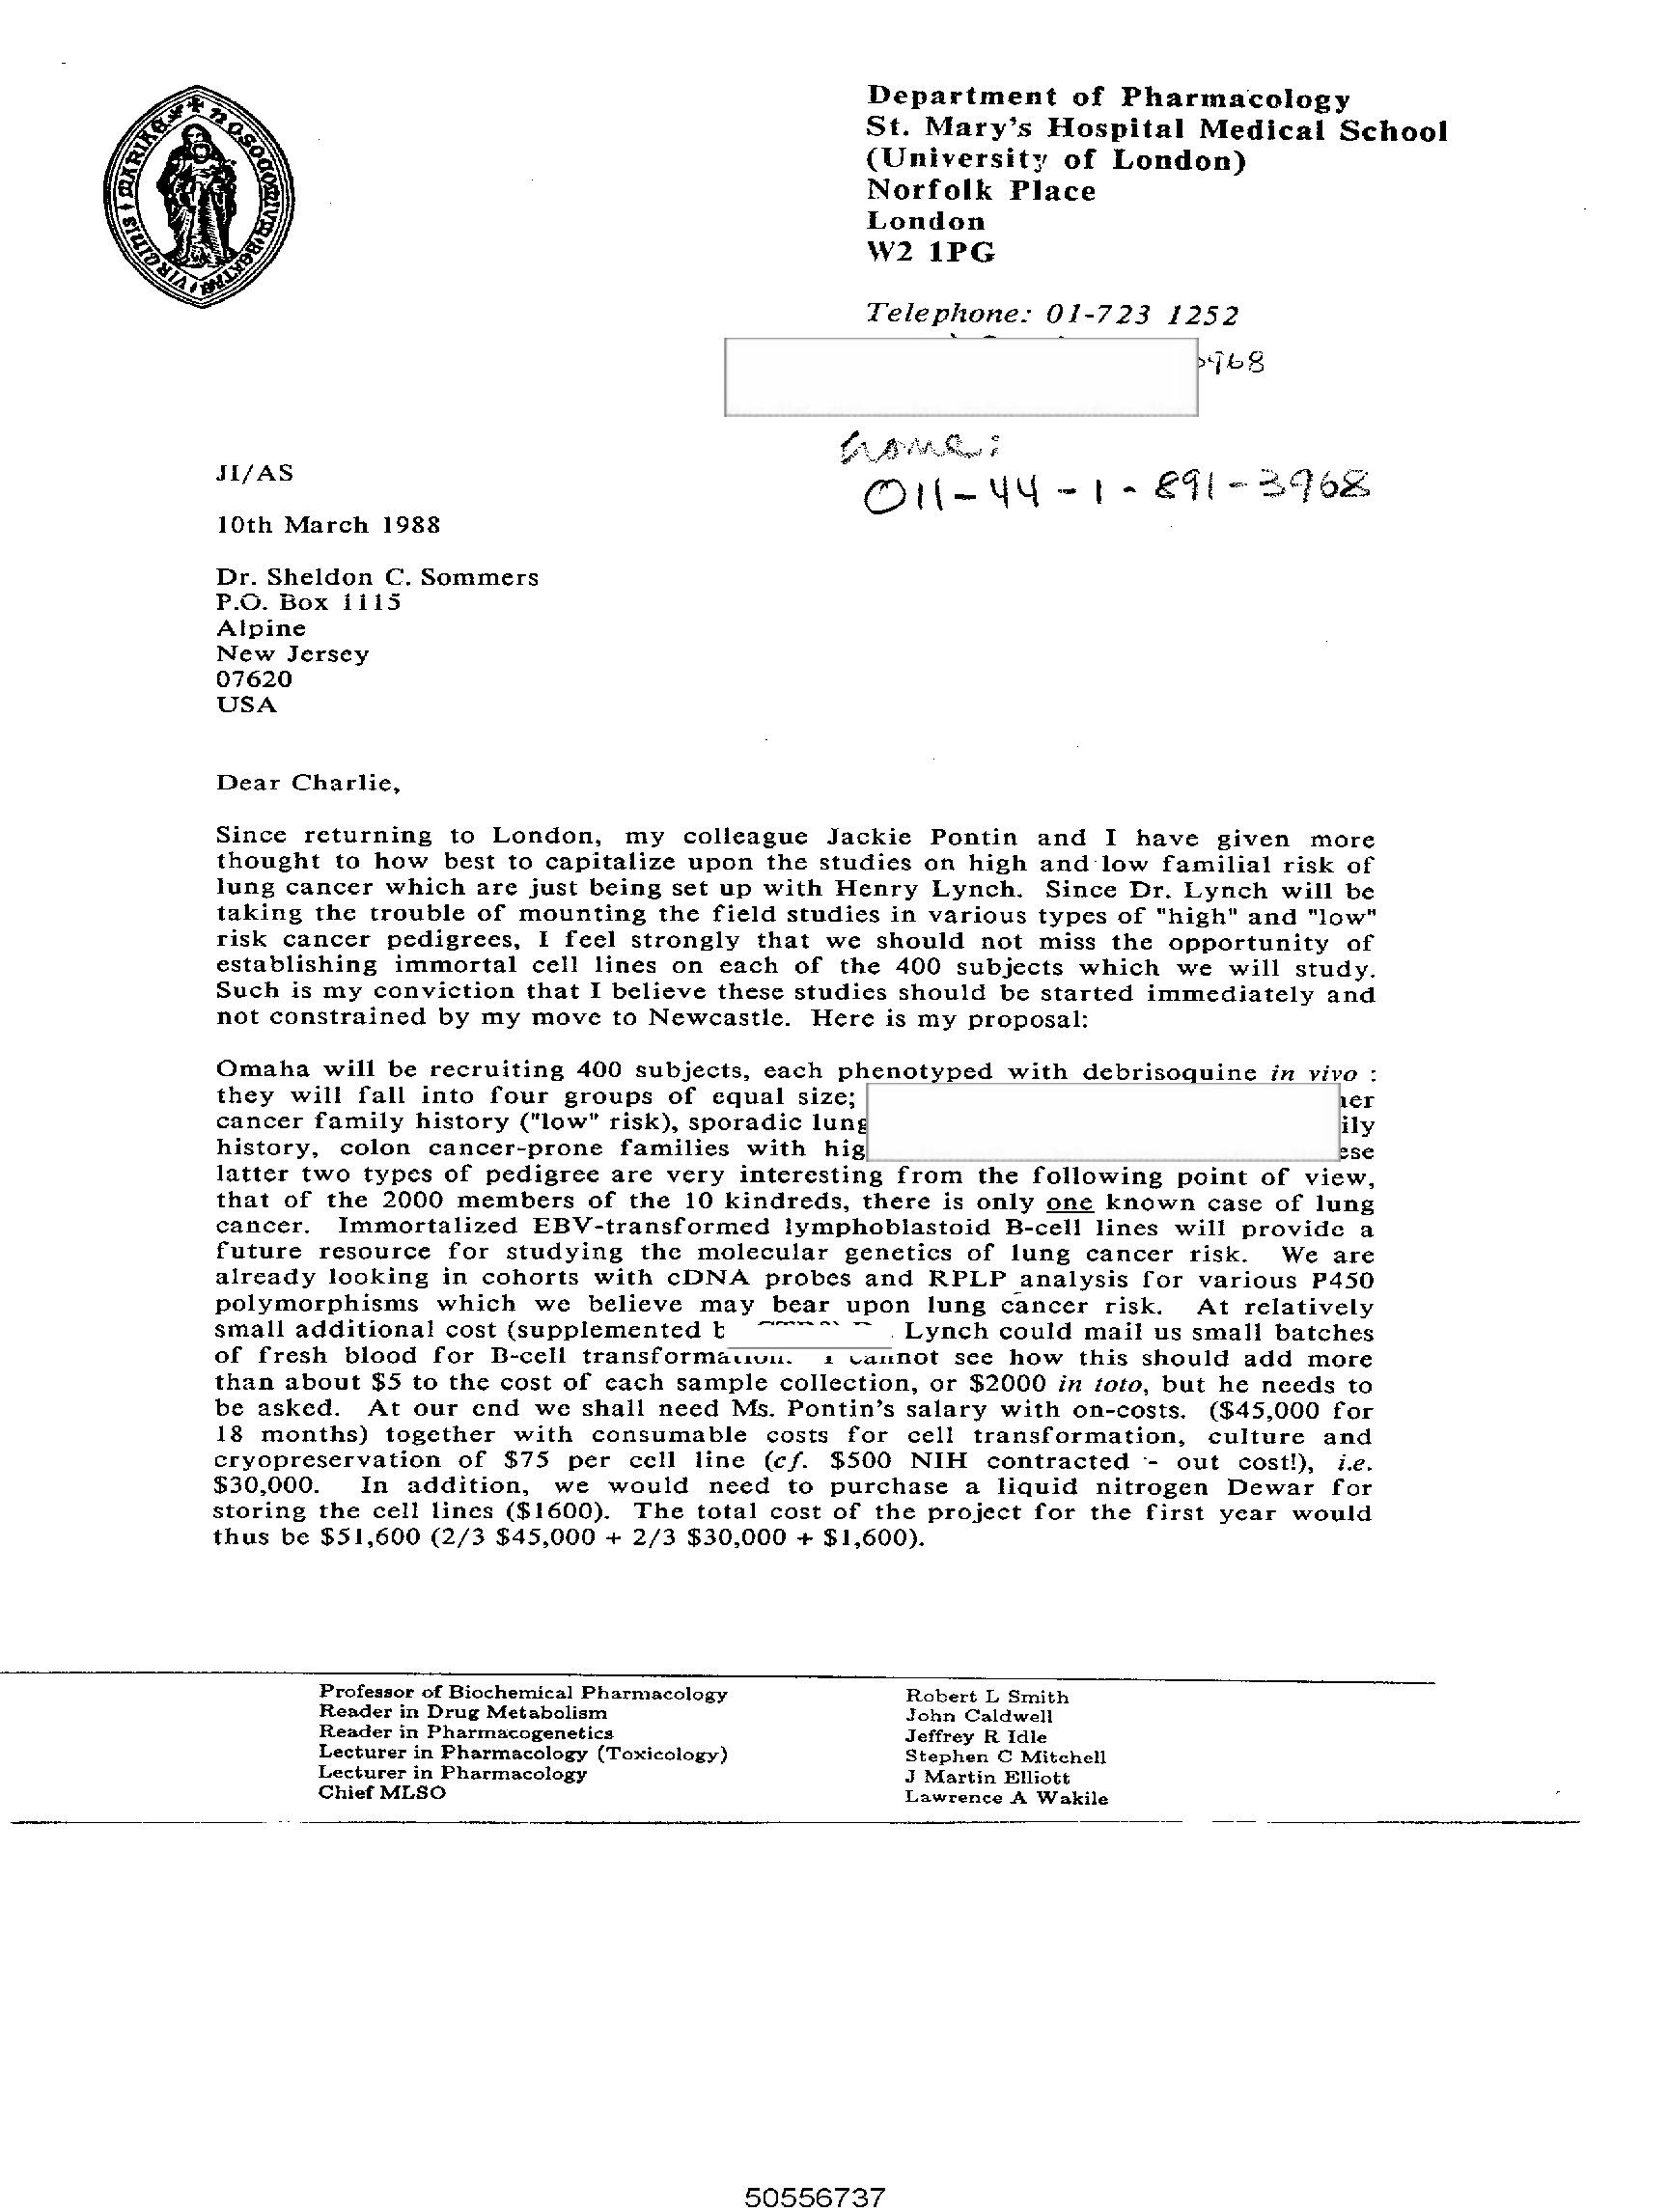 Department of Pharmacology
St. Mary's Hospital Medical School
(University of London)
Norfolk Place
London
W2 1PG
Telephone: 01-723 1252
968
home:
011-44-1-891-3968
JI/AS
10th March 1988
Dr. Sheldon C. Sommers
P.O. Box 1115
Alpine
New Jersey
07620
USA
Dear Charlie,
Since returning to London, my colleague Jackie Pontin and I have given more
thought to how best to capitalize upon the studies on high and low familial risk of
lung cancer which are just being set up with Henry Lynch. Since Dr. Lynch will be
taking the trouble of mounting the field studies in various types of "high" and "low"
risk cancer pedigrees, I feel strongly that we should not miss the opportunity of
establishing immortal cell lines on each of the 400 subjects which we will study.
Such is my conviction that I believe these studies should be started immediately and
not constrained by my move to Newcastle. Here is my proposal:
Omaha will be recruiting 400 subjects, each phenotyped with debrisoquine in vivo :
they will fall into four groups of equal size;
cancer family history ("low" risk), sporadic lung
history, colon cancer-prone families with hig
latter two types of pedigree are very interesting from the following point of view,
that of the 2000 members of the 10 kindreds, there is only one known case of lung
cancer. Immortalized EBV-transformed lymphoblastoid B-cell lines will provide a
future resource for studying the molecular genetics of lung cancer risk. We are
already looking in cohorts with cDNA probes and RPLP analysis for various P450
polymorphisms which we believe may bear upon lung cancer risk. At relatively
small additional cost (supplemented Lynch could mail us small batches
of fresh blood for B-cell transformation. I cannot see how this should add more
than about $5 to the cost of each sample collection, or $2000 in toto, but he needs to
be asked. At our end we shall need Ms. Pontin's salary with on-costs. ($45,000 for
18 months) together with consumable costs for cell transformation, culture and
cryopreservation of $75 per cell line (cf. $500 NIH contracted - out cost!), i.e.
$30,000. In addition, we would need to purchase a liquid nitrogen Dewar for
storing the cell lines ($1600). The total cost of the project for the first year would
thus be $51,600 (2/3 $45,000 + 2/3 $30,000 + $1,600).
Professor of Biochemical Pharmacology Robert L Smith
Reader in Drug Metabolism John Caldwell
Reader in Pharmacogenetics Jeffrey R Idle
Lecturer in Pharmacology (Toxicology) Stephen C Mitchell
Lecturer in Pharmacology J Martin Elliott
Chief MLSO Lawrence A Wakile
50556737